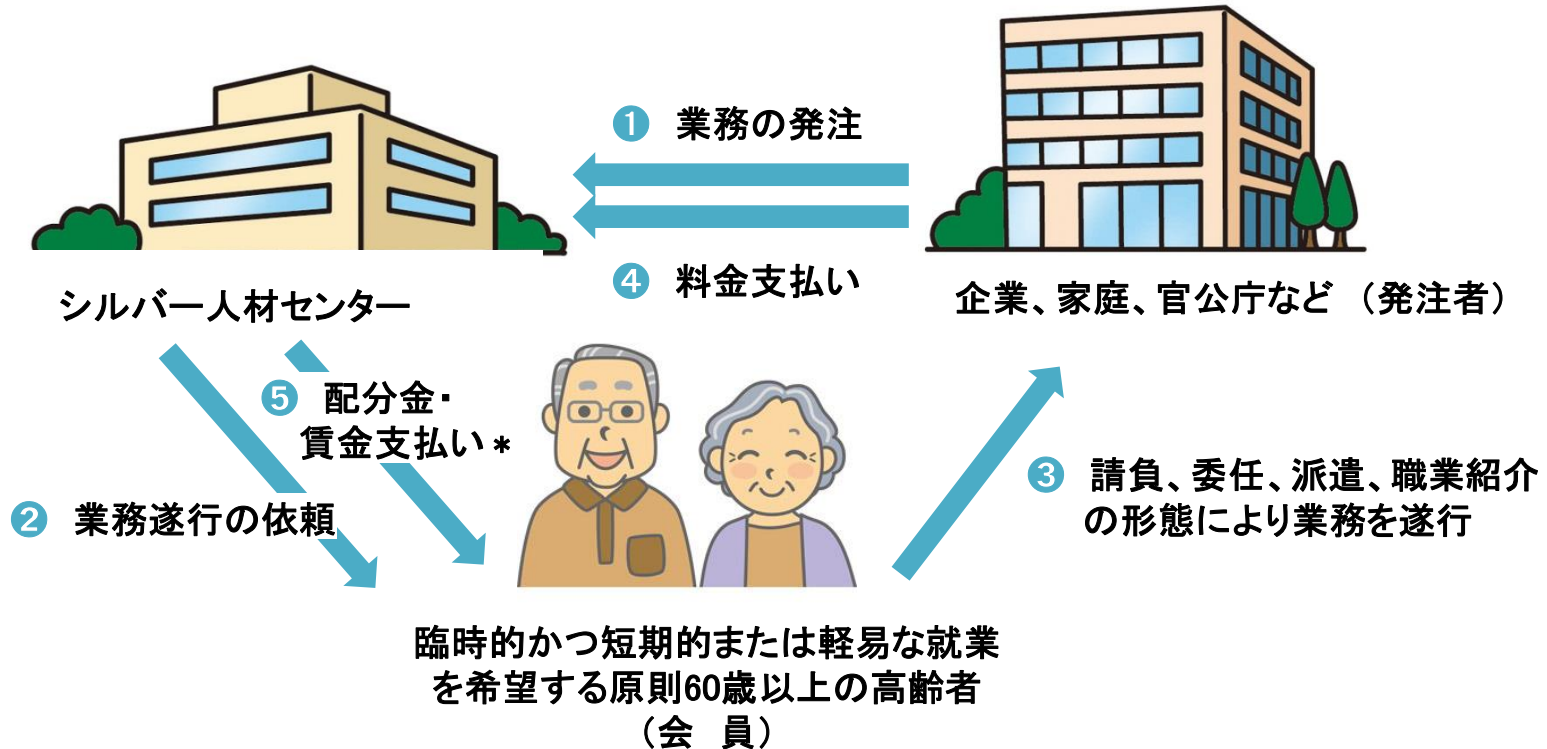 ❶ 業務の発注
❹ 料金支払い
シルバー人材センター
企業、家庭、官公庁など （発注者）
❺ 配分金・
賃金支払い＊
❷ 業務遂行の依頼
❸ 請負、委任、派遣、職業紹介
の形態により業務を遂行
臨時的かつ短期的または軽易な就業
を希望する原則60歳以上の高齢者
（会　員）